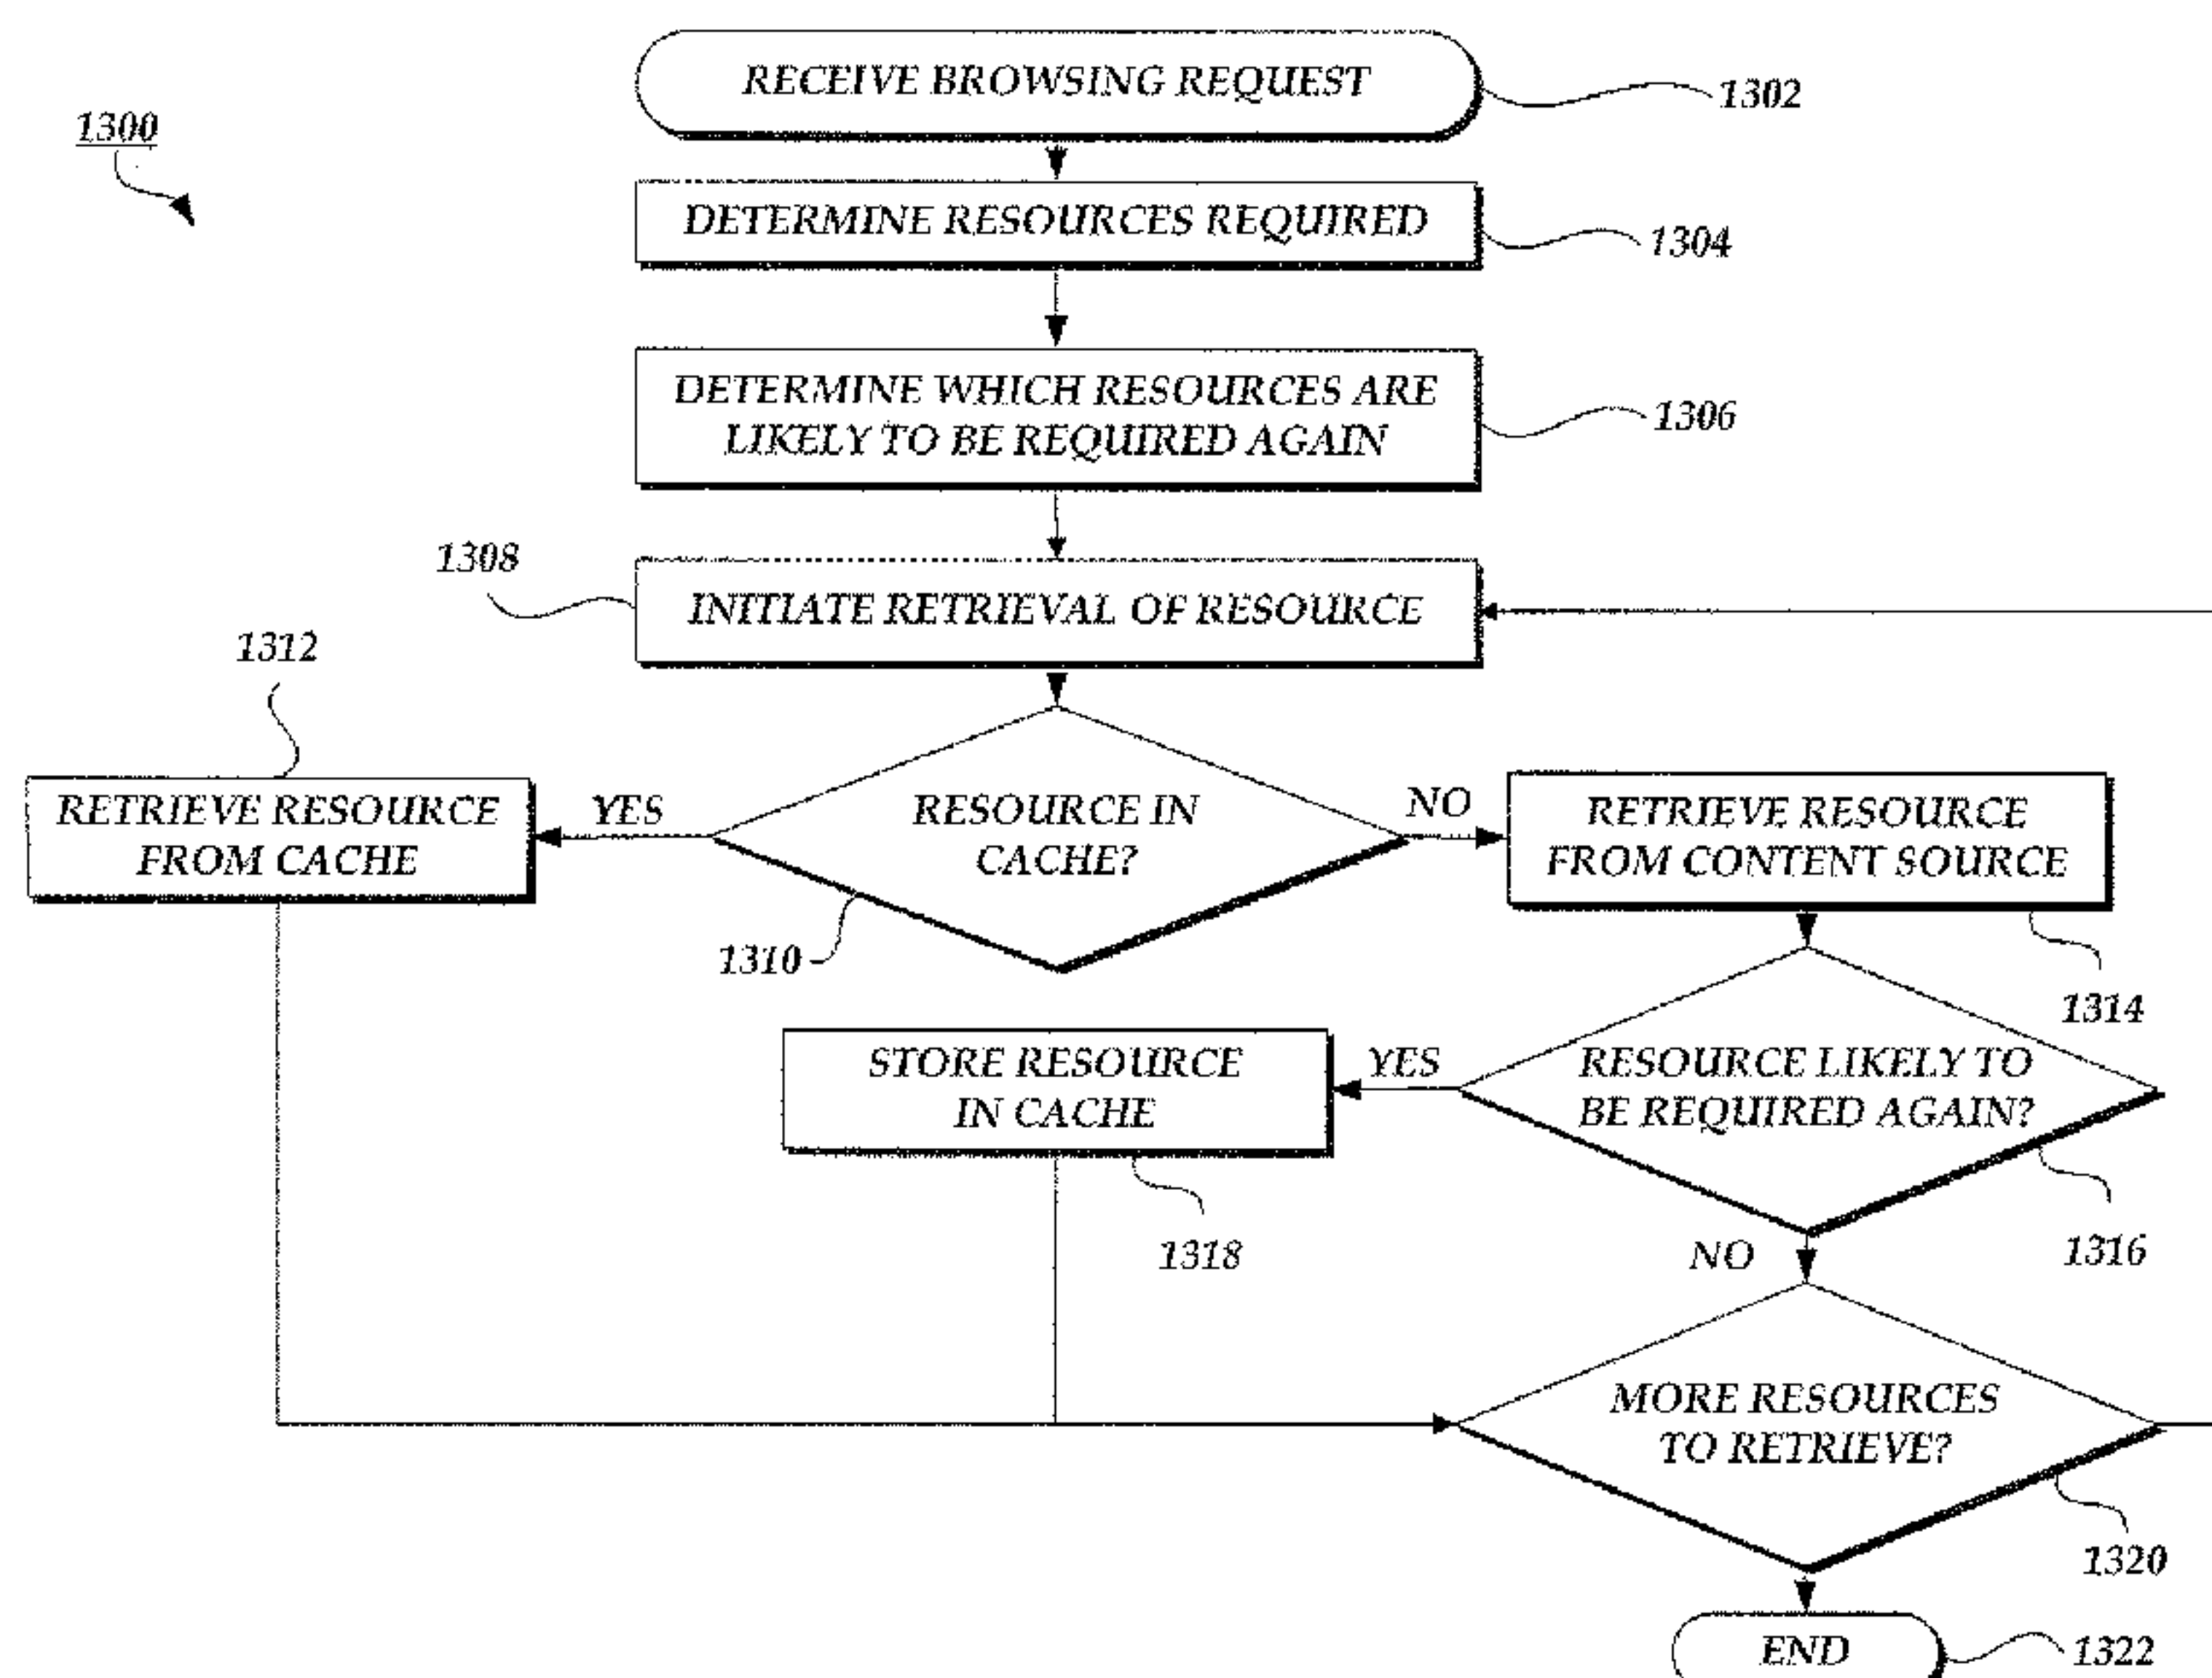 RECEIVE BROWSING REQUEST
1302
1300
DETERMINE RESOURCES REQUIRED
1304
DETERMINE WHICH RESOURCES ARE
LIKELY TO BE REQUIRED AGAIN
1306
1308
INITIATE RETRIEVAL OF RESOURCE
1312
RETRIEVE RESOURCE
FROM CACHE
YES
RESOURCE IN
CACHE?
NO
RETRIEVE RESOURCE
FROM CONTENT SOURCE
1310
1314
STORE RESOURCE
IN CACHE
YES
RESOURCE LIKELY TO
BE REQUIRED AGAIN?
1318
NO
1316
MORE RESOURCES
TO RETRIEVE?
1320
END
1322